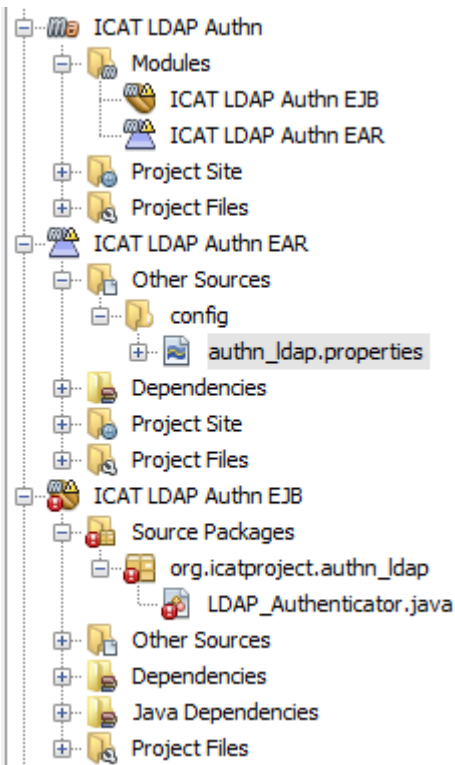 ICAT LDAP Authn
Modules
ICAT LDAP Authn EJB
ICAT LDAP Authn EAR
Project Site
Project Files
ICAT LDAP Authn EAR
Other Sources
config
authn_ldap.properties
Dependencies
Project Site
Project Files
ICAT LDAP Authn EJB
Source Packages
org.icatproject.authn_ldap
LDAP_Authenticator.java
Other Sources
Dependencies
Java Dependencies
Project Files